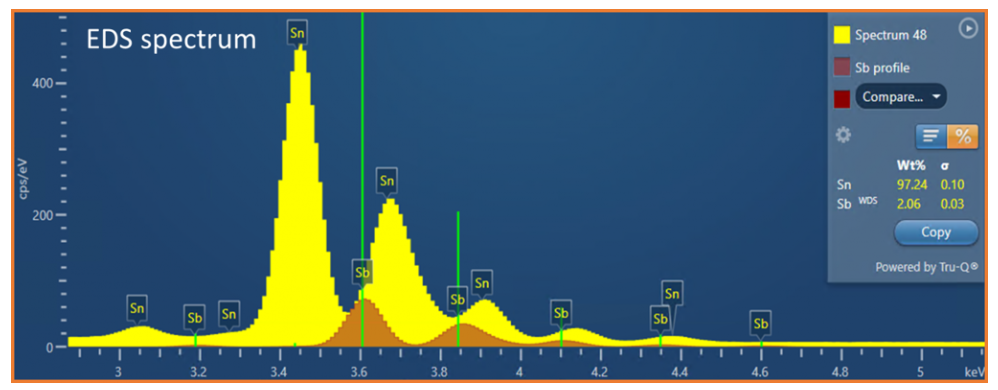 EDS spectrum
Spectrum 48
Sb profile
Compare...
%
Wt% σ
Sn 97.24 0.10
Sb WDS 2.06 0.03
Copy
Powered by Tru-Q®
cps/eV
400
200
0
Sn
Sn
Sb
Sb
Sn
Sn
Sb
Sn
Sb
Sb
Sn
Sb
3 3.2 3.4 3.6 3.8 4 4.2 4.4 4.6 4.8 5 keV